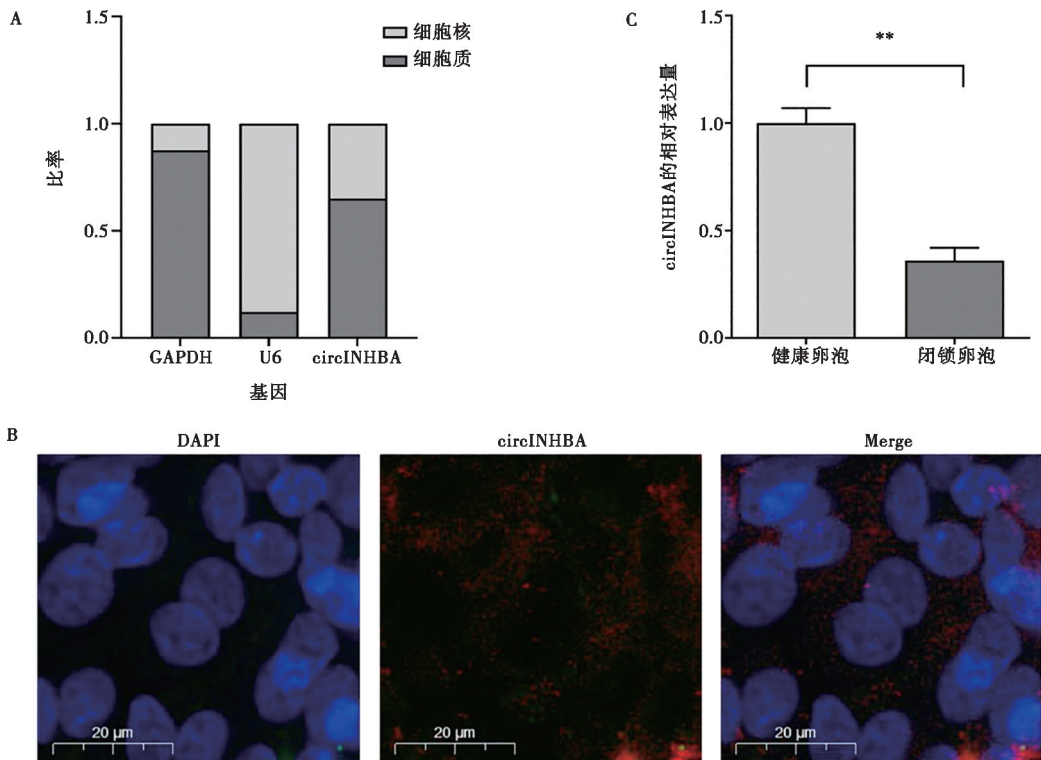 A
1.5
1.0
0.5
0.0
比率
细胞核
细胞质
GAPDH
U6
circINHBA
基因
C
1.5
1.0
0.5
0.0
circINHBA的相对表达量
**
健康卵泡
闭锁卵泡
B
DAPI
circINHBA
Merge
20 μm
20 μm
20 μm